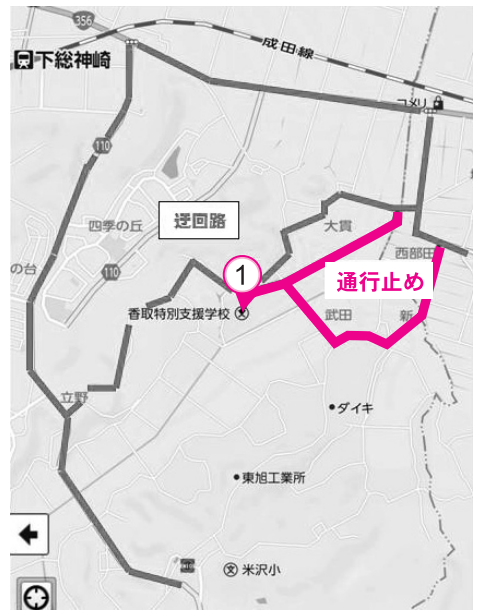 356
成田線
下総神崎
コメリ
110
四季の丘
迂回路
大貫
西部田
の台
110
1
通行止め
香取特別支援学校 文
武田 新
立野
ダイキ
東旭工業所
文 米沢小